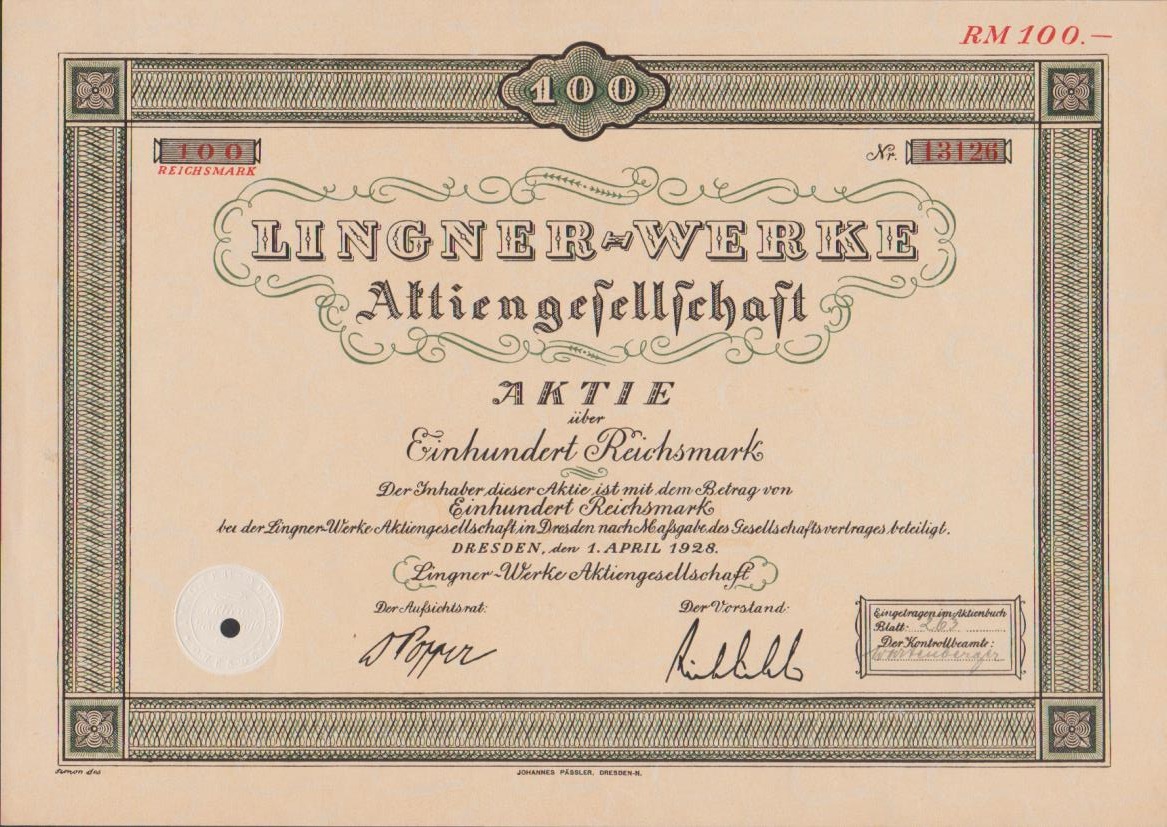 RM 100.—
100
100
REICHSMARK
Nr. 13126
LINGNER-WERKE
Aktiengeſellſchaft
AKTIE
über
Einhundert Reichsmark
Der Inhaber dieser Aktie ist mit dem Betrag von
Einhundert Reichsmark
bei der Lingner-Werke Aktiengesellschaft in Dresden nach Maſsgabe des Gesellschaftsvertrages beteiligt.
DRESDEN, den 1. APRIL 1928.
Lingner-Werke Aktiengesellschaft
Der Aufsichtsrat:
Der Vorstand:
Popper
Eingetragen im Aktienbuch
Blatt: 263
Der Kontrollbeamte:
JOHANNES PÄSSLER, DRESDEN-N.